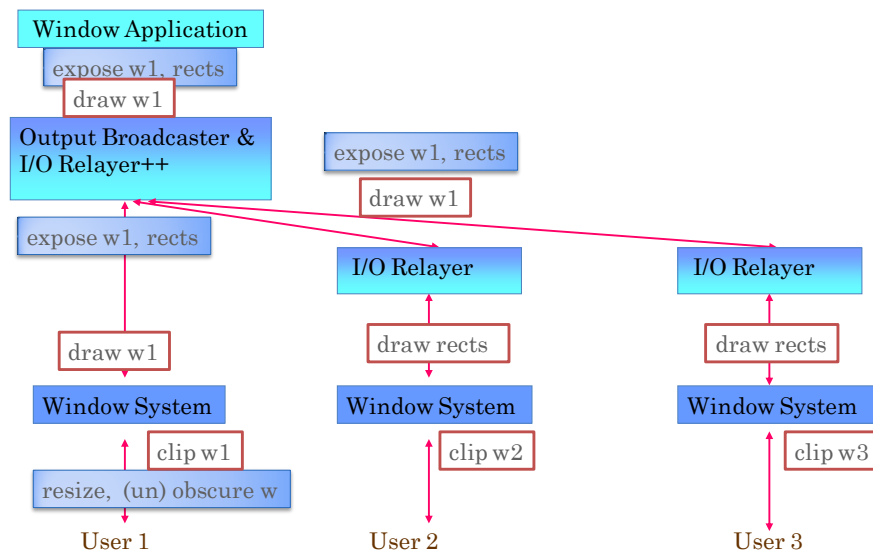 Window Application
expose w1, rects
draw w1
Output Broadcaster &
I/O Relayer++
expose w1, rects
draw w1
expose w1, rects
I/O Relayer
I/O Relayer
draw w1
draw rects
draw rects
Window System
Window System
Window System
clip w1
clip w2
clip w3
resize, (un) obscure w
User 1
User 2
User 3